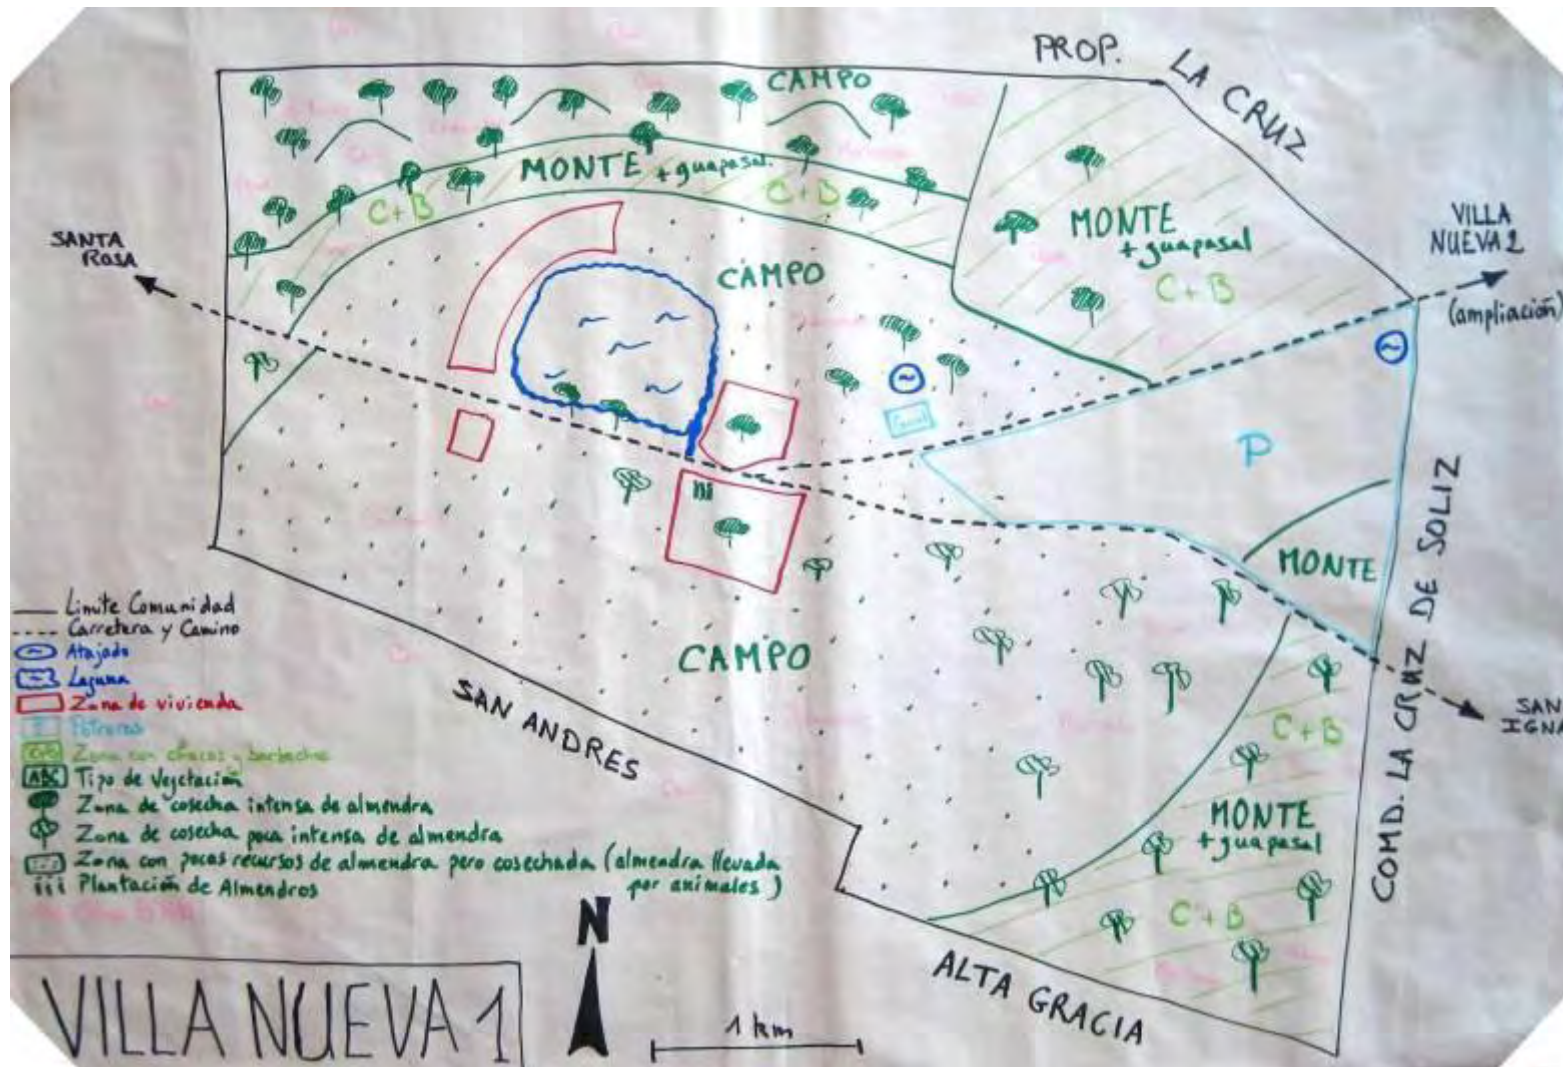 PROP. LA CRUZ
CAMPO
MONTE + guapasal.
C+B
C+B
MONTE
+ guapasal
C+B
SANTA
ROSA
VILLA
NUEVA 2
(ampliación)
CAMPO
P
MONTE
COMD. LA CRUZ DE SOLIZ
SAN
IGNA
CAMPO
SAN ANDRES
C+B
MONTE
+ guapasal
C+B
ALTA GRACIA
Limite Comunidad
Carretera y Camino
Atajado
Laguna
Zona de vivienda
Potreros
C+B Zona con chacos y barbecho
ABC Tipo de Vegetación
Zona de cosecha intensa de almendra
Zona de cosecha poca intensa de almendra
Zona con pocos recursos de almendra pero cosechada (almendra llevada
por animales)
Plantación de Almendros
N
VILLA NUEVA 1
1 km